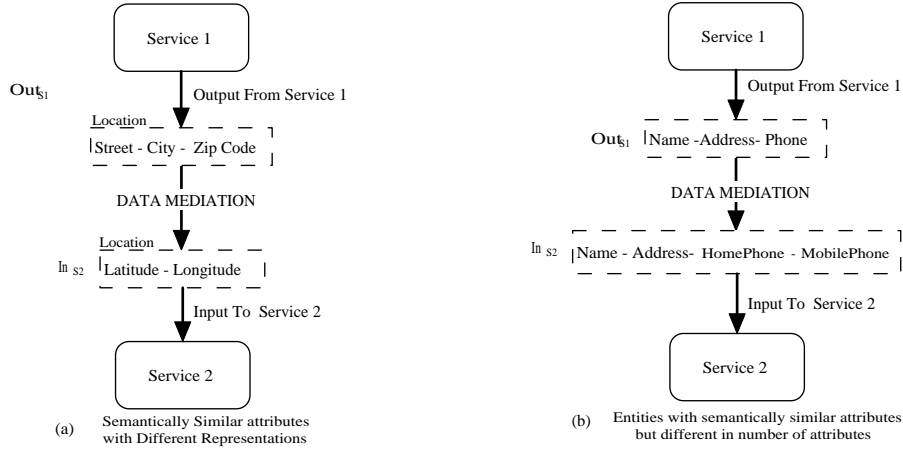 Service 1
Out S1
Output From Service 1
Location
Street - City - Zip Code
DATA MEDIATION
Location
In S2
Latitude - Longitude
Input To Service 2
Service 2
(a) Semantically Similar attributes
with Different Representations
Service 1
Output From Service 1
Out S1
Name -Address- Phone
DATA MEDIATION
In S2
Name - Address- HomePhone - MobilePhone
Input To Service 2
Service 2
(b) Entities with semantically similar attributes
but different in number of attributes